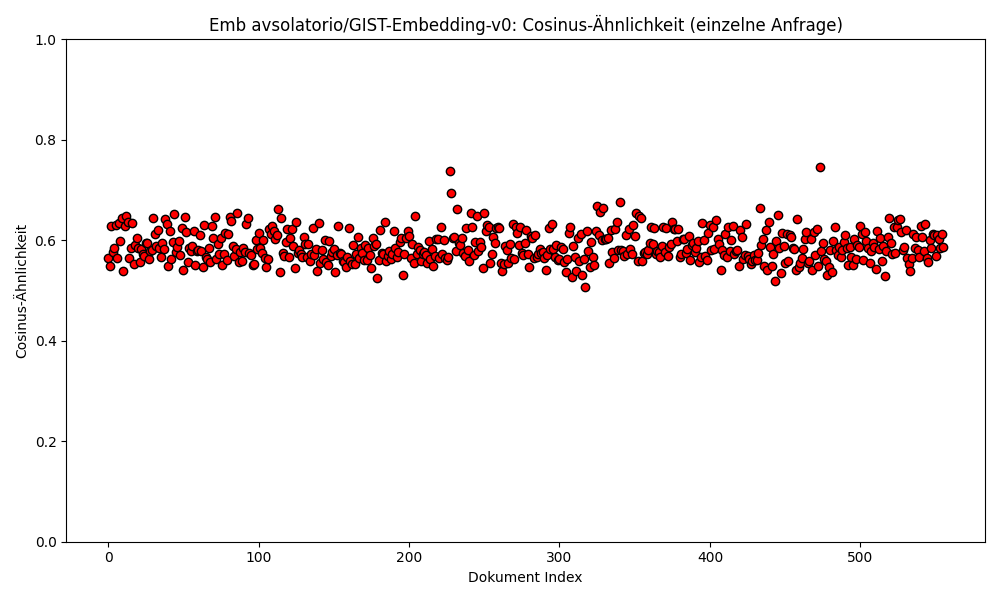 Emb avsolatorio/GIST-Embedding-v0: Cosinus-Ähnlichkeit (einzelne Anfrage)
1.0
0.8
0.6
0.4
0.2
0.0
Cosinus-Ähnlichkeit
0 100 200 300 400 500
Dokument Index